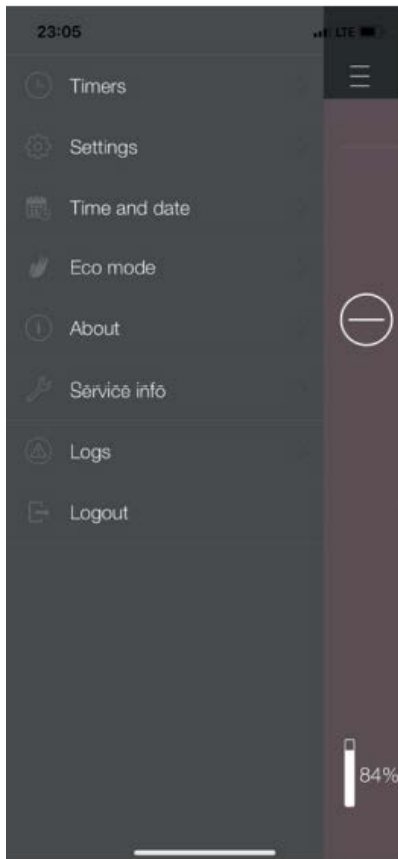 23:05 LTE
Timers
Settings
Time and date
Eco mode
About
Service info
Logs
Logout
84%